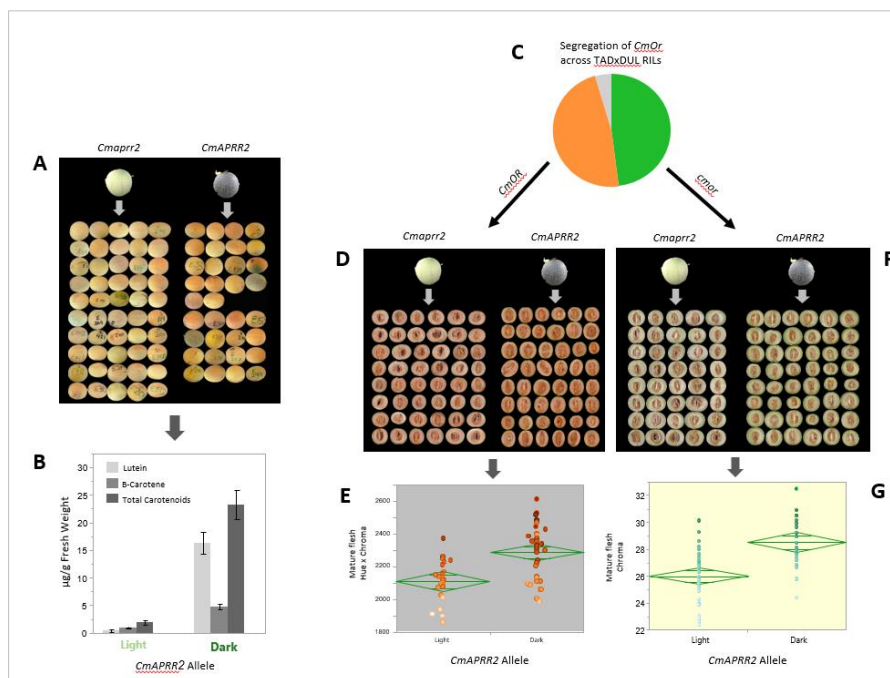 C
Segregation of CmOr
across TADxDUL RILs
A
Cmaprr2
CmAPRR2
CmOR
cmor
D
Cmaprr2
CmAPRR2
Cmaprr2
CmAPRR2
F
B
µg/g Fresh Weight
30
25
20
15
10
5
0
Lutein
B-Carotene
Total Carotenoids
Light
Dark
CmAPRR2 Allele
E
Mature flesh
Hue x Chroma
2600
2400
2200
2000
1800
Light
Dark
CmAPRR2 Allele
G
Mature flesh
Chroma
32
30
28
26
24
22
Light
Dark
CmAPRR2 Allele